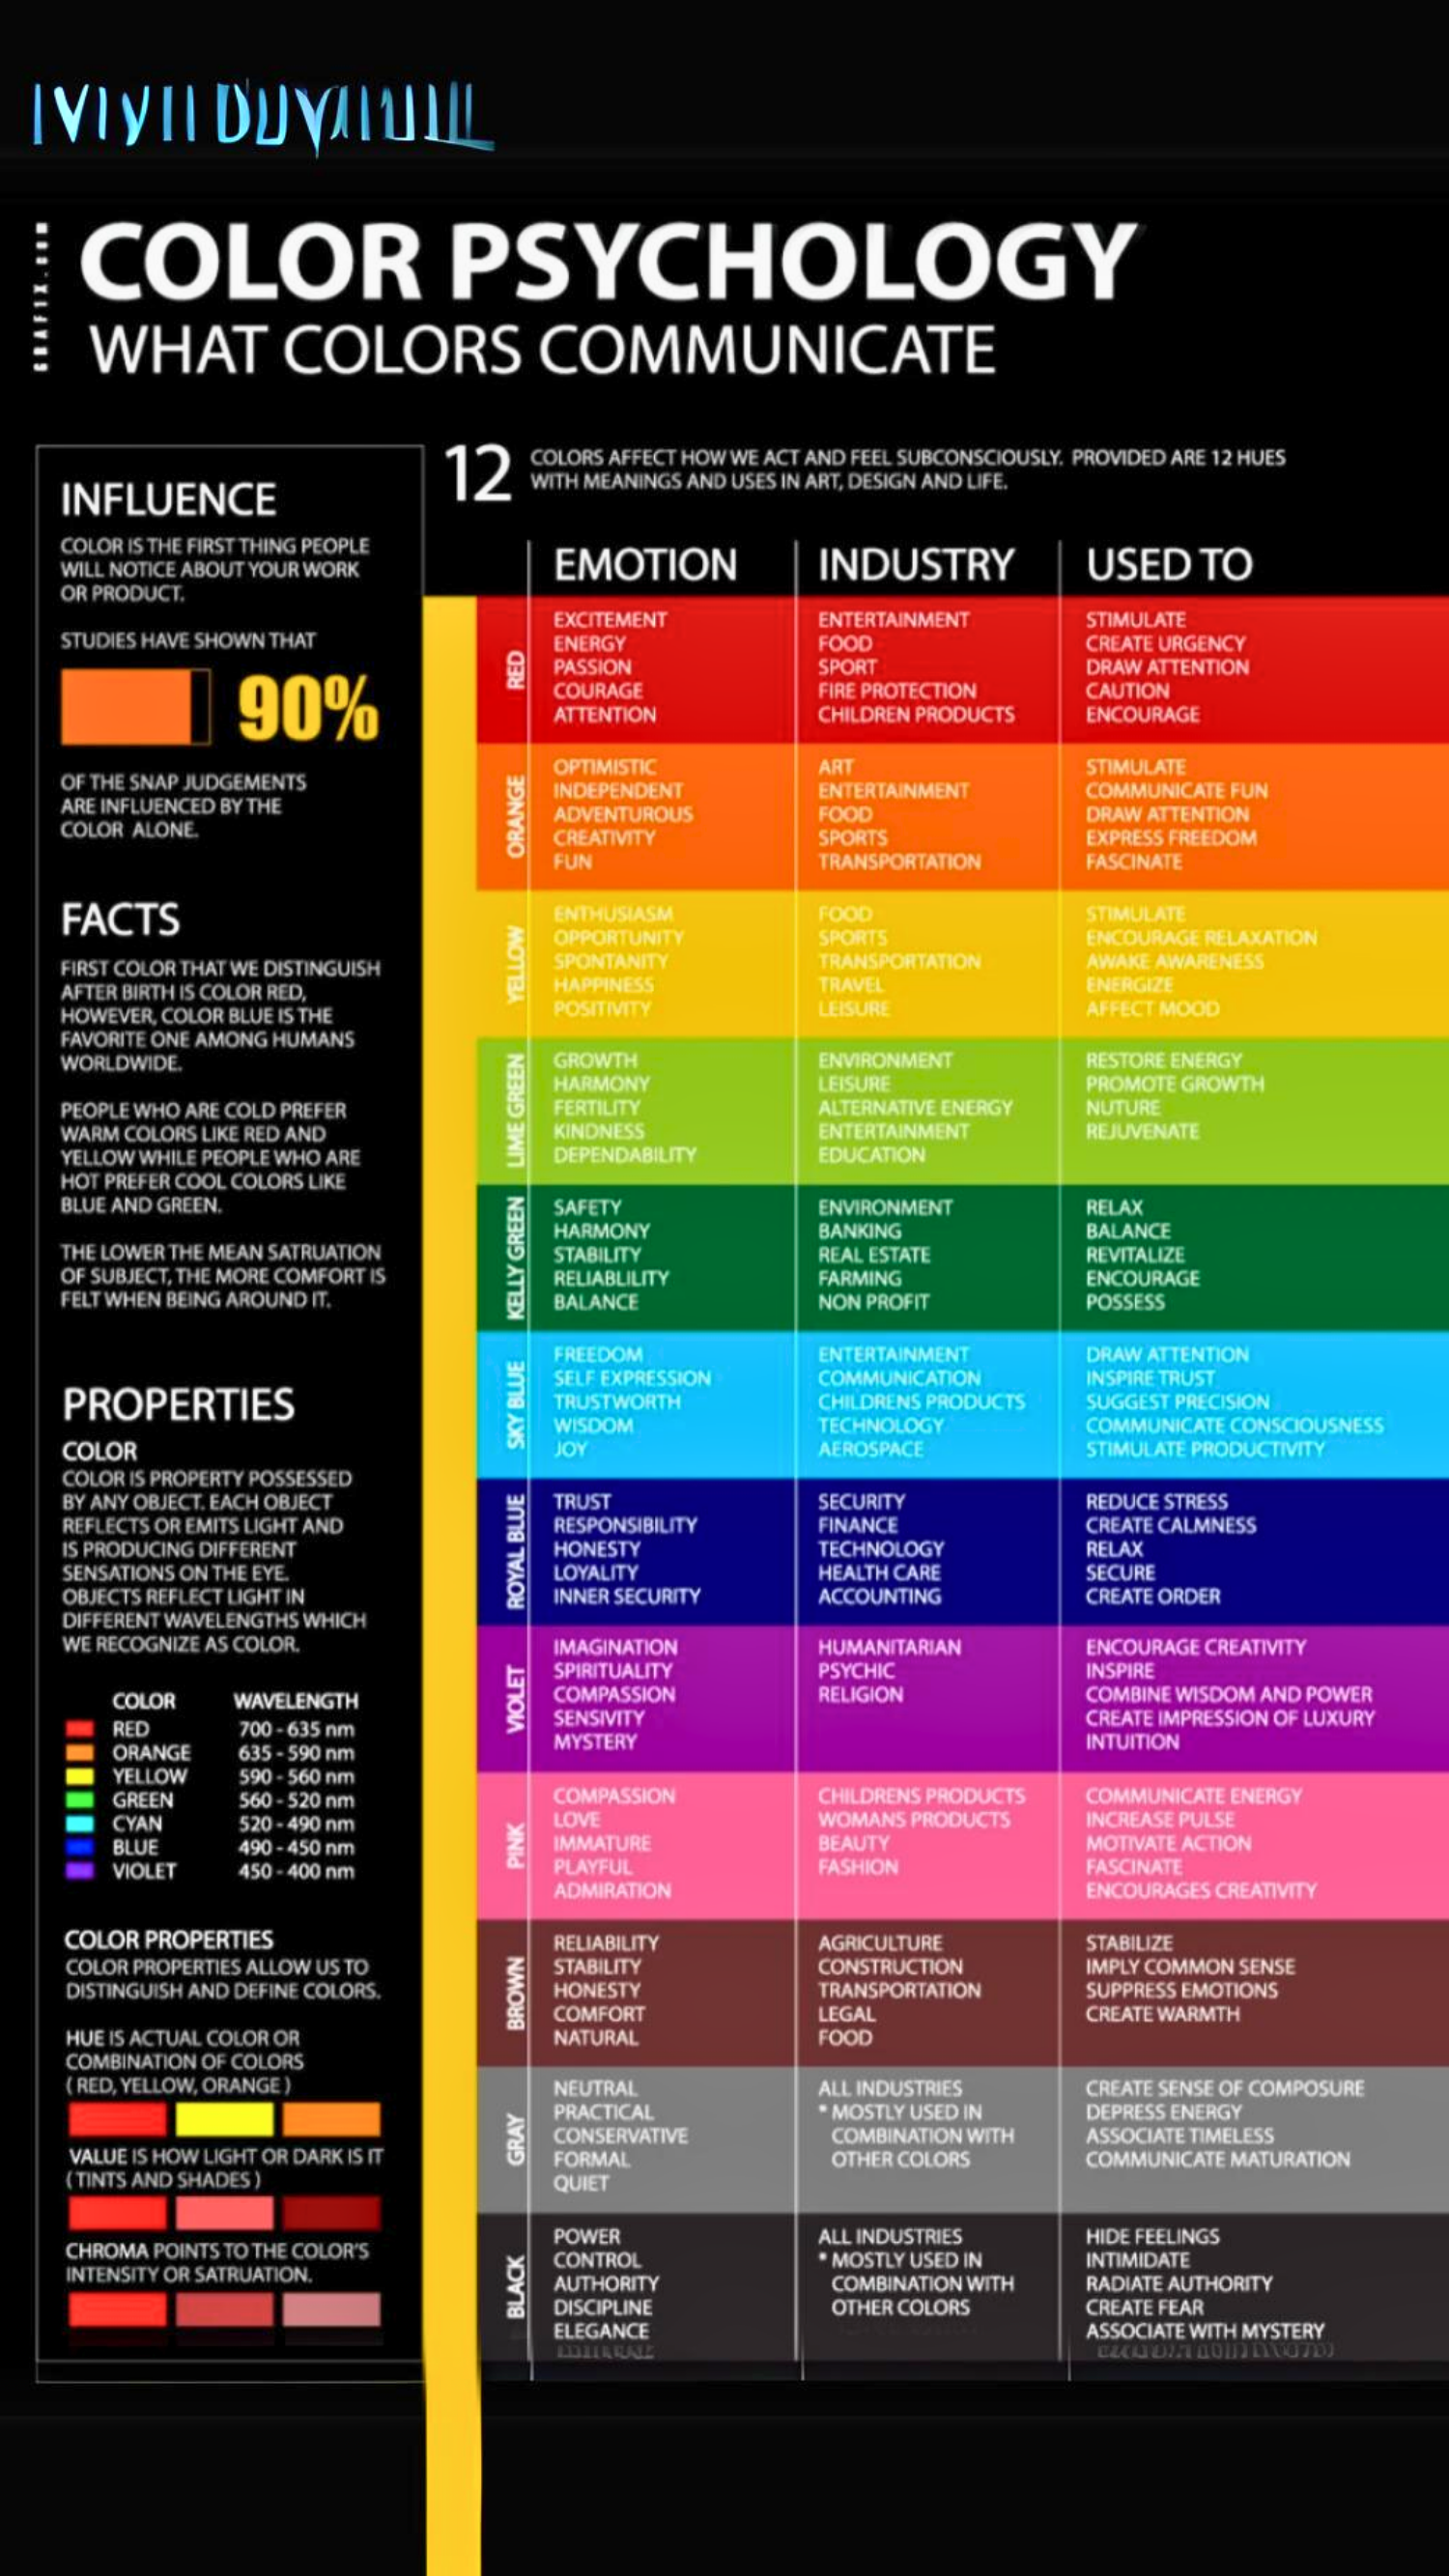 GRAFIX.COM
COLOR PSYCHOLOGY
WHAT COLORS COMMUNICATE
INFLUENCE
COLOR IS THE FIRST THING PEOPLE
WILL NOTICE ABOUT YOUR WORK
OR PRODUCT.
STUDIES HAVE SHOWN THAT
90%
OF THE SNAP JUDGEMENTS
ARE INFLUENCED BY THE
COLOR ALONE.
FACTS
FIRST COLOR THAT WE DISTINGUISH
AFTER BIRTH IS COLOR RED,
HOWEVER, COLOR BLUE IS THE
FAVORITE ONE AMONG HUMANS
WORLDWIDE.
PEOPLE WHO ARE COLD PREFER
WARM COLORS LIKE RED AND
YELLOW WHILE PEOPLE WHO ARE
HOT PREFER COOL COLORS LIKE
BLUE AND GREEN.
THE LOWER THE MEAN SATRUATION
OF SUBJECT, THE MORE COMFORT IS
FELT WHEN BEING AROUND IT.
PROPERTIES
COLOR
COLOR IS PROPERTY POSSESSED
BY ANY OBJECT. EACH OBJECT
REFLECTS OR EMITS LIGHT AND
IS PRODUCING DIFFERENT
SENSATIONS ON THE EYE.
OBJECTS REFLECT LIGHT IN
DIFFERENT WAVELENGTHS WHICH
WE RECOGNIZE AS COLOR.
COLOR WAVELENGTH
RED 700 - 635 nm
ORANGE 635 - 590 nm
YELLOW 590 - 560 nm
GREEN 560 - 520 nm
CYAN 520 - 490 nm
BLUE 490 - 450 nm
VIOLET 450 - 400 nm
COLOR PROPERTIES
COLOR PROPERTIES ALLOW US TO
DISTINGUISH AND DEFINE COLORS.
HUE IS ACTUAL COLOR OR
COMBINATION OF COLORS
( RED, YELLOW, ORANGE )
VALUE IS HOW LIGHT OR DARK IS IT
( TINTS AND SHADES )
CHROMA POINTS TO THE COLOR'S
INTENSITY OR SATRUATION.
12
COLORS AFFECT HOW WE ACT AND FEEL SUBCONSCIOUSLY. PROVIDED ARE 12 HUES
WITH MEANINGS AND USES IN ART, DESIGN AND LIFE.
EMOTION INDUSTRY USED TO
RED
EXCITEMENT ENTERTAINMENT STIMULATE
ENERGY FOOD CREATE URGENCY
PASSION SPORT DRAW ATTENTION
COURAGE FIRE PROTECTION CAUTION
ATTENTION CHILDREN PRODUCTS ENCOURAGE
ORANGE
OPTIMISTIC ART STIMULATE
INDEPENDENT ENTERTAINMENT COMMUNICATE FUN
ADVENTUROUS FOOD DRAW ATTENTION
CREATIVITY SPORTS EXPRESS FREEDOM
FUN TRANSPORTATION FASCINATE
YELLOW
ENTHUSIASM FOOD STIMULATE
OPPORTUNITY SPORTS ENCOURAGE RELAXATION
SPONTANITY TRANSPORTATION AWAKE AWARENESS
HAPPINESS TRAVEL ENERGIZE
POSITIVITY LEISURE AFFECT MOOD
LIME GREEN
GROWTH ENVIRONMENT RESTORE ENERGY
HARMONY LEISURE PROMOTE GROWTH
FERTILITY ALTERNATIVE ENERGY NUTURE
KINDNESS ENTERTAINMENT REJUVENATE
DEPENDABILITY EDUCATION
KELLY GREEN
SAFETY ENVIRONMENT RELAX
HARMONY BANKING BALANCE
STABILITY REAL ESTATE REVITALIZE
RELIABLILITY FARMING ENCOURAGE
BALANCE NON PROFIT POSSESS
SKY BLUE
FREEDOM ENTERTAINMENT DRAW ATTENTION
SELF EXPRESSION COMMUNICATION INSPIRE TRUST
TRUSTWORTH CHILDRENS PRODUCTS SUGGEST PRECISION
WISDOM TECHNOLOGY COMMUNICATE CONSCIOUSNESS
JOY AEROSPACE STIMULATE PRODUCTIVITY
ROYAL BLUE
TRUST SECURITY REDUCE STRESS
RESPONSIBILITY FINANCE CREATE CALMNESS
HONESTY TECHNOLOGY RELAX
LOYALITY HEALTH CARE SECURE
INNER SECURITY ACCOUNTING CREATE ORDER
VIOLET
IMAGINATION HUMANITARIAN ENCOURAGE CREATIVITY
SPIRITUALITY PSYCHIC INSPIRE
COMPASSION RELIGION COMBINE WISDOM AND POWER
SENSIVITY CREATE IMPRESSION OF LUXURY
MYSTERY INTUITION
PINK
COMPASSION CHILDRENS PRODUCTS COMMUNICATE ENERGY
LOVE WOMANS PRODUCTS INCREASE PULSE
IMMATURE BEAUTY MOTIVATE ACTION
PLAYFUL FASHION FASCINATE
ADMIRATION ENCOURAGES CREATIVITY
BROWN
RELIABILITY AGRICULTURE STABILIZE
STABILITY CONSTRUCTION IMPLY COMMON SENSE
HONESTY TRANSPORTATION SUPPRESS EMOTIONS
COMFORT LEGAL CREATE WARMTH
NATURAL FOOD
GRAY
NEUTRAL ALL INDUSTRIES CREATE SENSE OF COMPOSURE
PRACTICAL * MOSTLY USED IN DEPRESS ENERGY
CONSERVATIVE COMBINATION WITH ASSOCIATE TIMELESS
FORMAL OTHER COLORS COMMUNICATE MATURATION
QUIET
BLACK
POWER ALL INDUSTRIES HIDE FEELINGS
CONTROL * MOSTLY USED IN INTIMIDATE
AUTHORITY COMBINATION WITH RADIATE AUTHORITY
DISCIPLINE OTHER COLORS CREATE FEAR
ELEGANCE ASSOCIATE WITH MYSTERY